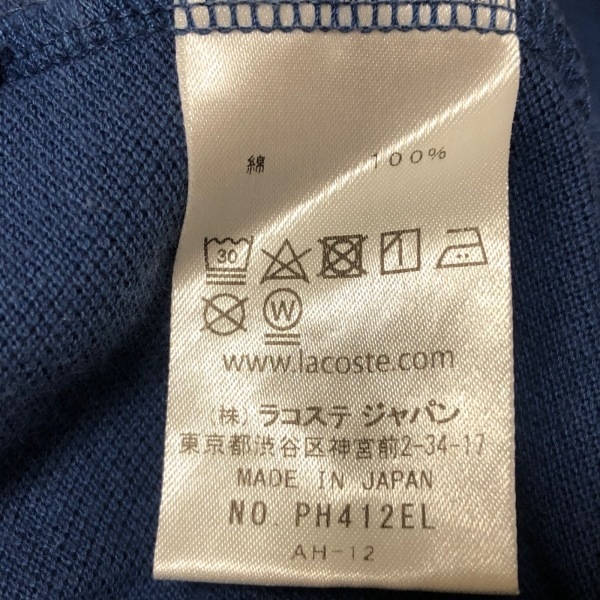 綿 100%
30
W
www.lacoste.com
(株) ラコステ ジャパン
東京都渋谷区神宮前2-34-17
MADE IN JAPAN
NO. PH412EL
AH-12